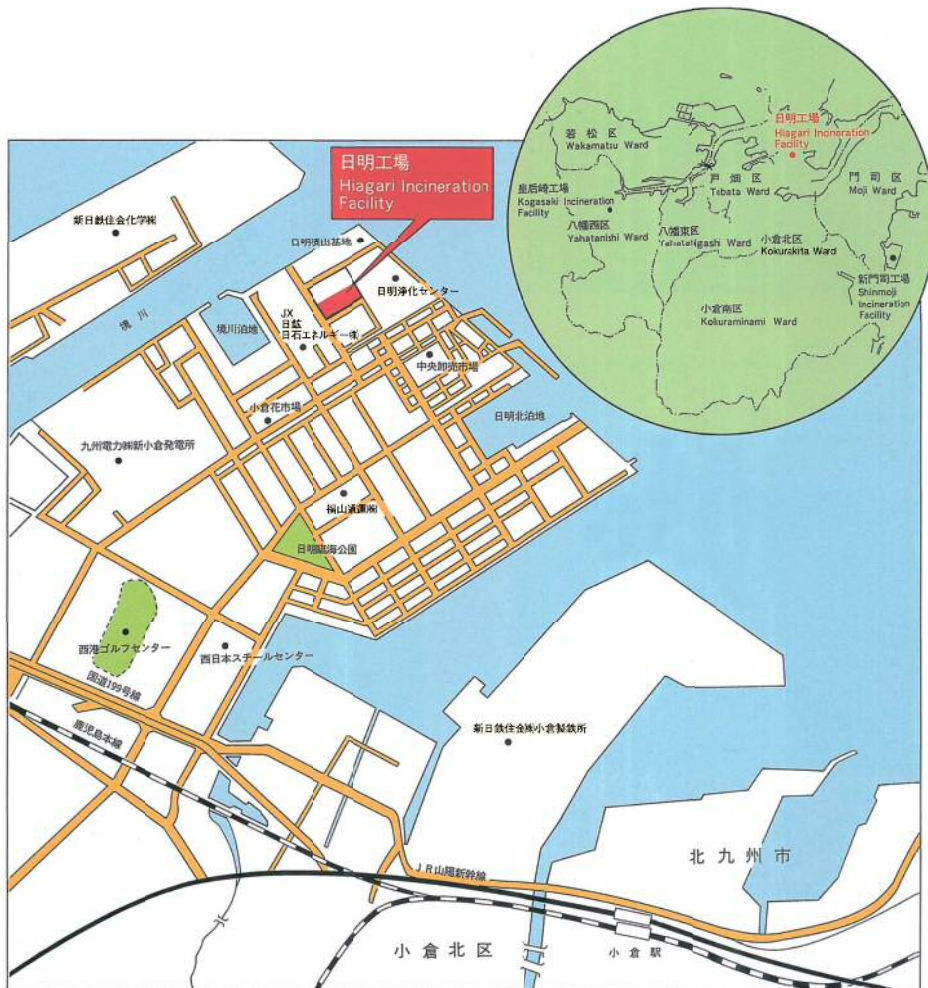 日明工場
Hiagari Incineration
Facility
新日鉄住金化学㈱
日明積出基地
日明浄化センター
境川
境川泊地
JX
日鉱
日石エネルギー㈱
中央卸売市場
小倉花市場
日明北泊地
九州電力㈱新小倉発電所
福山通運㈱
日明臨海公園
西港ゴルフセンター
西日本スチールセンター
国道199号線
鹿児島本線
新日鉄住金㈱小倉製鉄所
北九州市
JR山陽新幹線
小倉北区
小倉駅
若松区
Wakamatsu Ward
日明工場
Hiagari Incineration
Facility
戸畑区
Tobata Ward
門司区
Moji Ward
皇后崎工場
Kogasaki Incineration
Facility
八幡西区
Yahatanishi Ward
八幡東区
Yahatahigashi Ward
小倉北区
Kokurakita Ward
新門司工場
Shinmoji
Incineration
Facility
小倉南区
Kokuraminami Ward